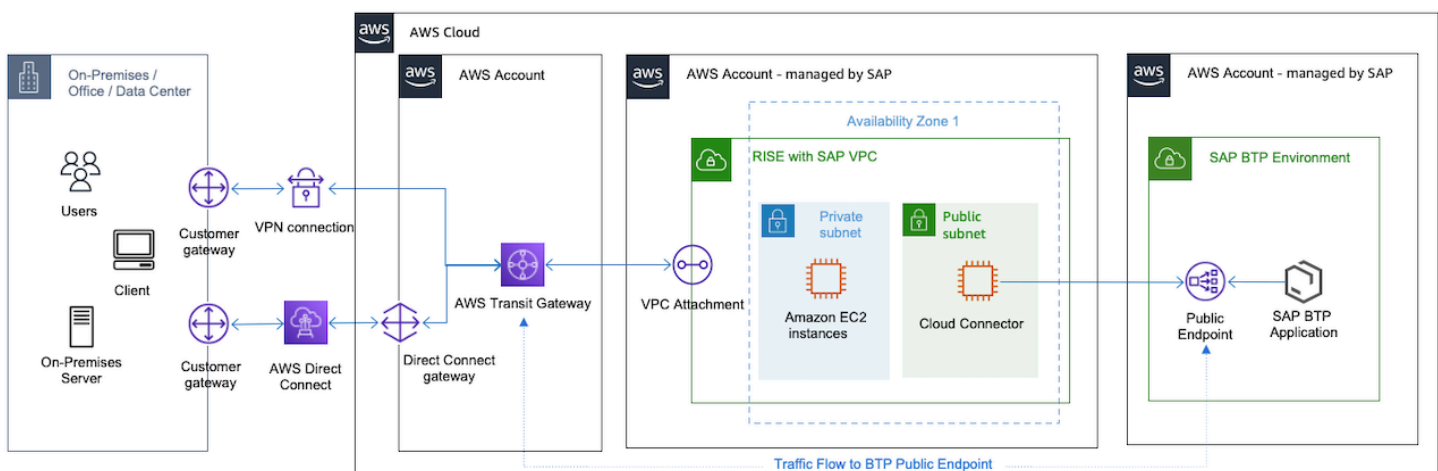 aws
AWS Cloud
On-Premises /
Office / Data Center
aws
AWS Account
aws
AWS Account - managed by SAP
aws
AWS Account - managed by SAP
Availability Zone 1
RISE with SAP VPC
SAP BTP Environment
Users
Customer
gateway
VPN connection
Private
subnet
Public
subnet
Client
AWS Transit Gateway
VPC Attachment
Amazon EC2
instances
Cloud Connector
Public
Endpoint
SAP BTP
Application
On-Premises
Server
Customer
gateway
AWS Direct
Connect
Direct Connect
gateway
Traffic Flow to BTP Public Endpoint